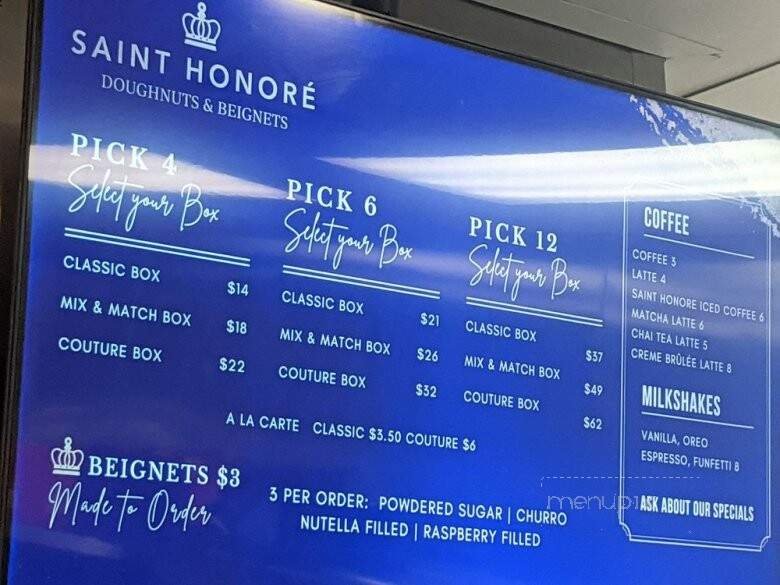 SAINT HONORÉ
DOUGHNUTS & BEIGNETS
PICK 4
Select your Box
CLASSIC BOX $14
MIX & MATCH BOX $18
COUTURE BOX $22
PICK 6
Select your Box
CLASSIC BOX $21
MIX & MATCH BOX $26
COUTURE BOX $32
PICK 12
Select your Box
CLASSIC BOX $37
MIX & MATCH BOX $49
COUTURE BOX $62
A LA CARTE CLASSIC $3.50 COUTURE $6
BEIGNETS $3
Made to Order
3 PER ORDER: POWDERED SUGAR | CHURRO
NUTELLA FILLED | RASPBERRY FILLED
COFFEE
COFFEE 3
LATTE 4
SAINT HONORE ICED COFFEE 6
MATCHA LATTE 6
CHAI TEA LATTE 5
CREME BRÛLÉE LATTE 8
MILKSHAKES
VANILLA, OREO
ESPRESSO, FUNFETTI 8
ASK ABOUT OUR SPECIALS